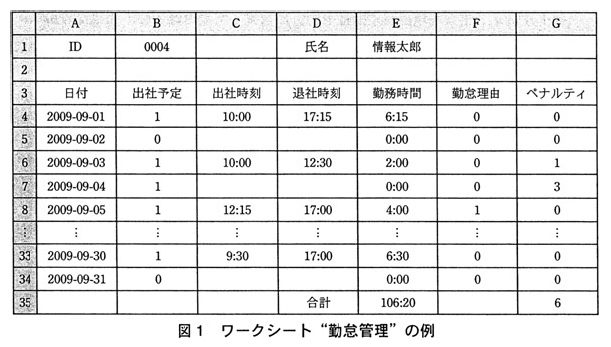 A B C D E F G
1 ID 0004 氏名 情報太郎
2
3 日付 出社予定 出社時刻 退社時刻 勤務時間 勤怠理由 ペナルティ
4 2009-09-01 1 10:00 17:15 6:15 0 0
5 2009-09-02 0 0:00 0 0
6 2009-09-03 1 10:00 12:30 2:00 0 1
7 2009-09-04 1 0:00 0 3
8 2009-09-05 1 12:15 17:00 4:00 1 0
⋮ ⋮ ⋮ ⋮ ⋮ ⋮ ⋮ ⋮
33 2009-09-30 1 9:30 17:00 6:30 0 0
34 2009-09-31 0 0:00 0 0
35 合計 106:20 6
図1 ワークシート“勤怠管理”の例